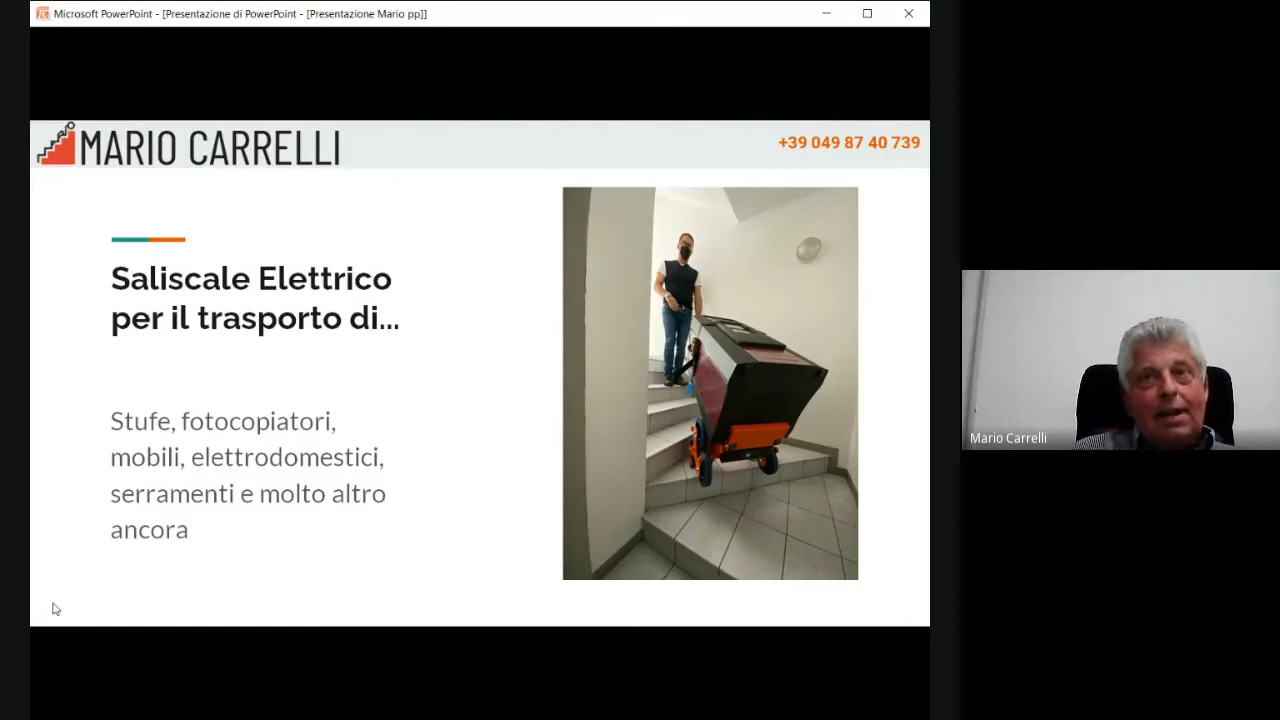 Microsoft PowerPoint - [Presentazione di PowerPoint - [Presentazione Mario pp]]
MARIO CARRELLI
+39 049 87 40 739
Saliscale Elettrico
per il trasporto di...
Stufe, fotocopiatori,
mobili, elettrodomestici,
serramenti e molto altro
ancora
Mario Carrelli